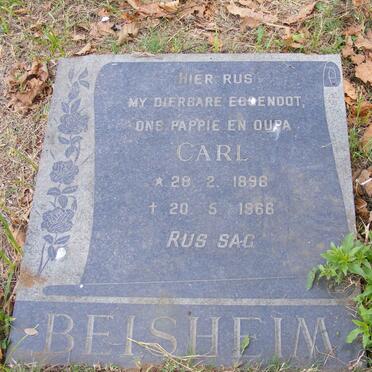 HIER RUS
MY DIERBARE EGGENOOT,
ONS PAPPIE EN OUPA
CARL
* 28. 2. 1898
† 20. 5. 1966
RUS SAG
BEISHEIM